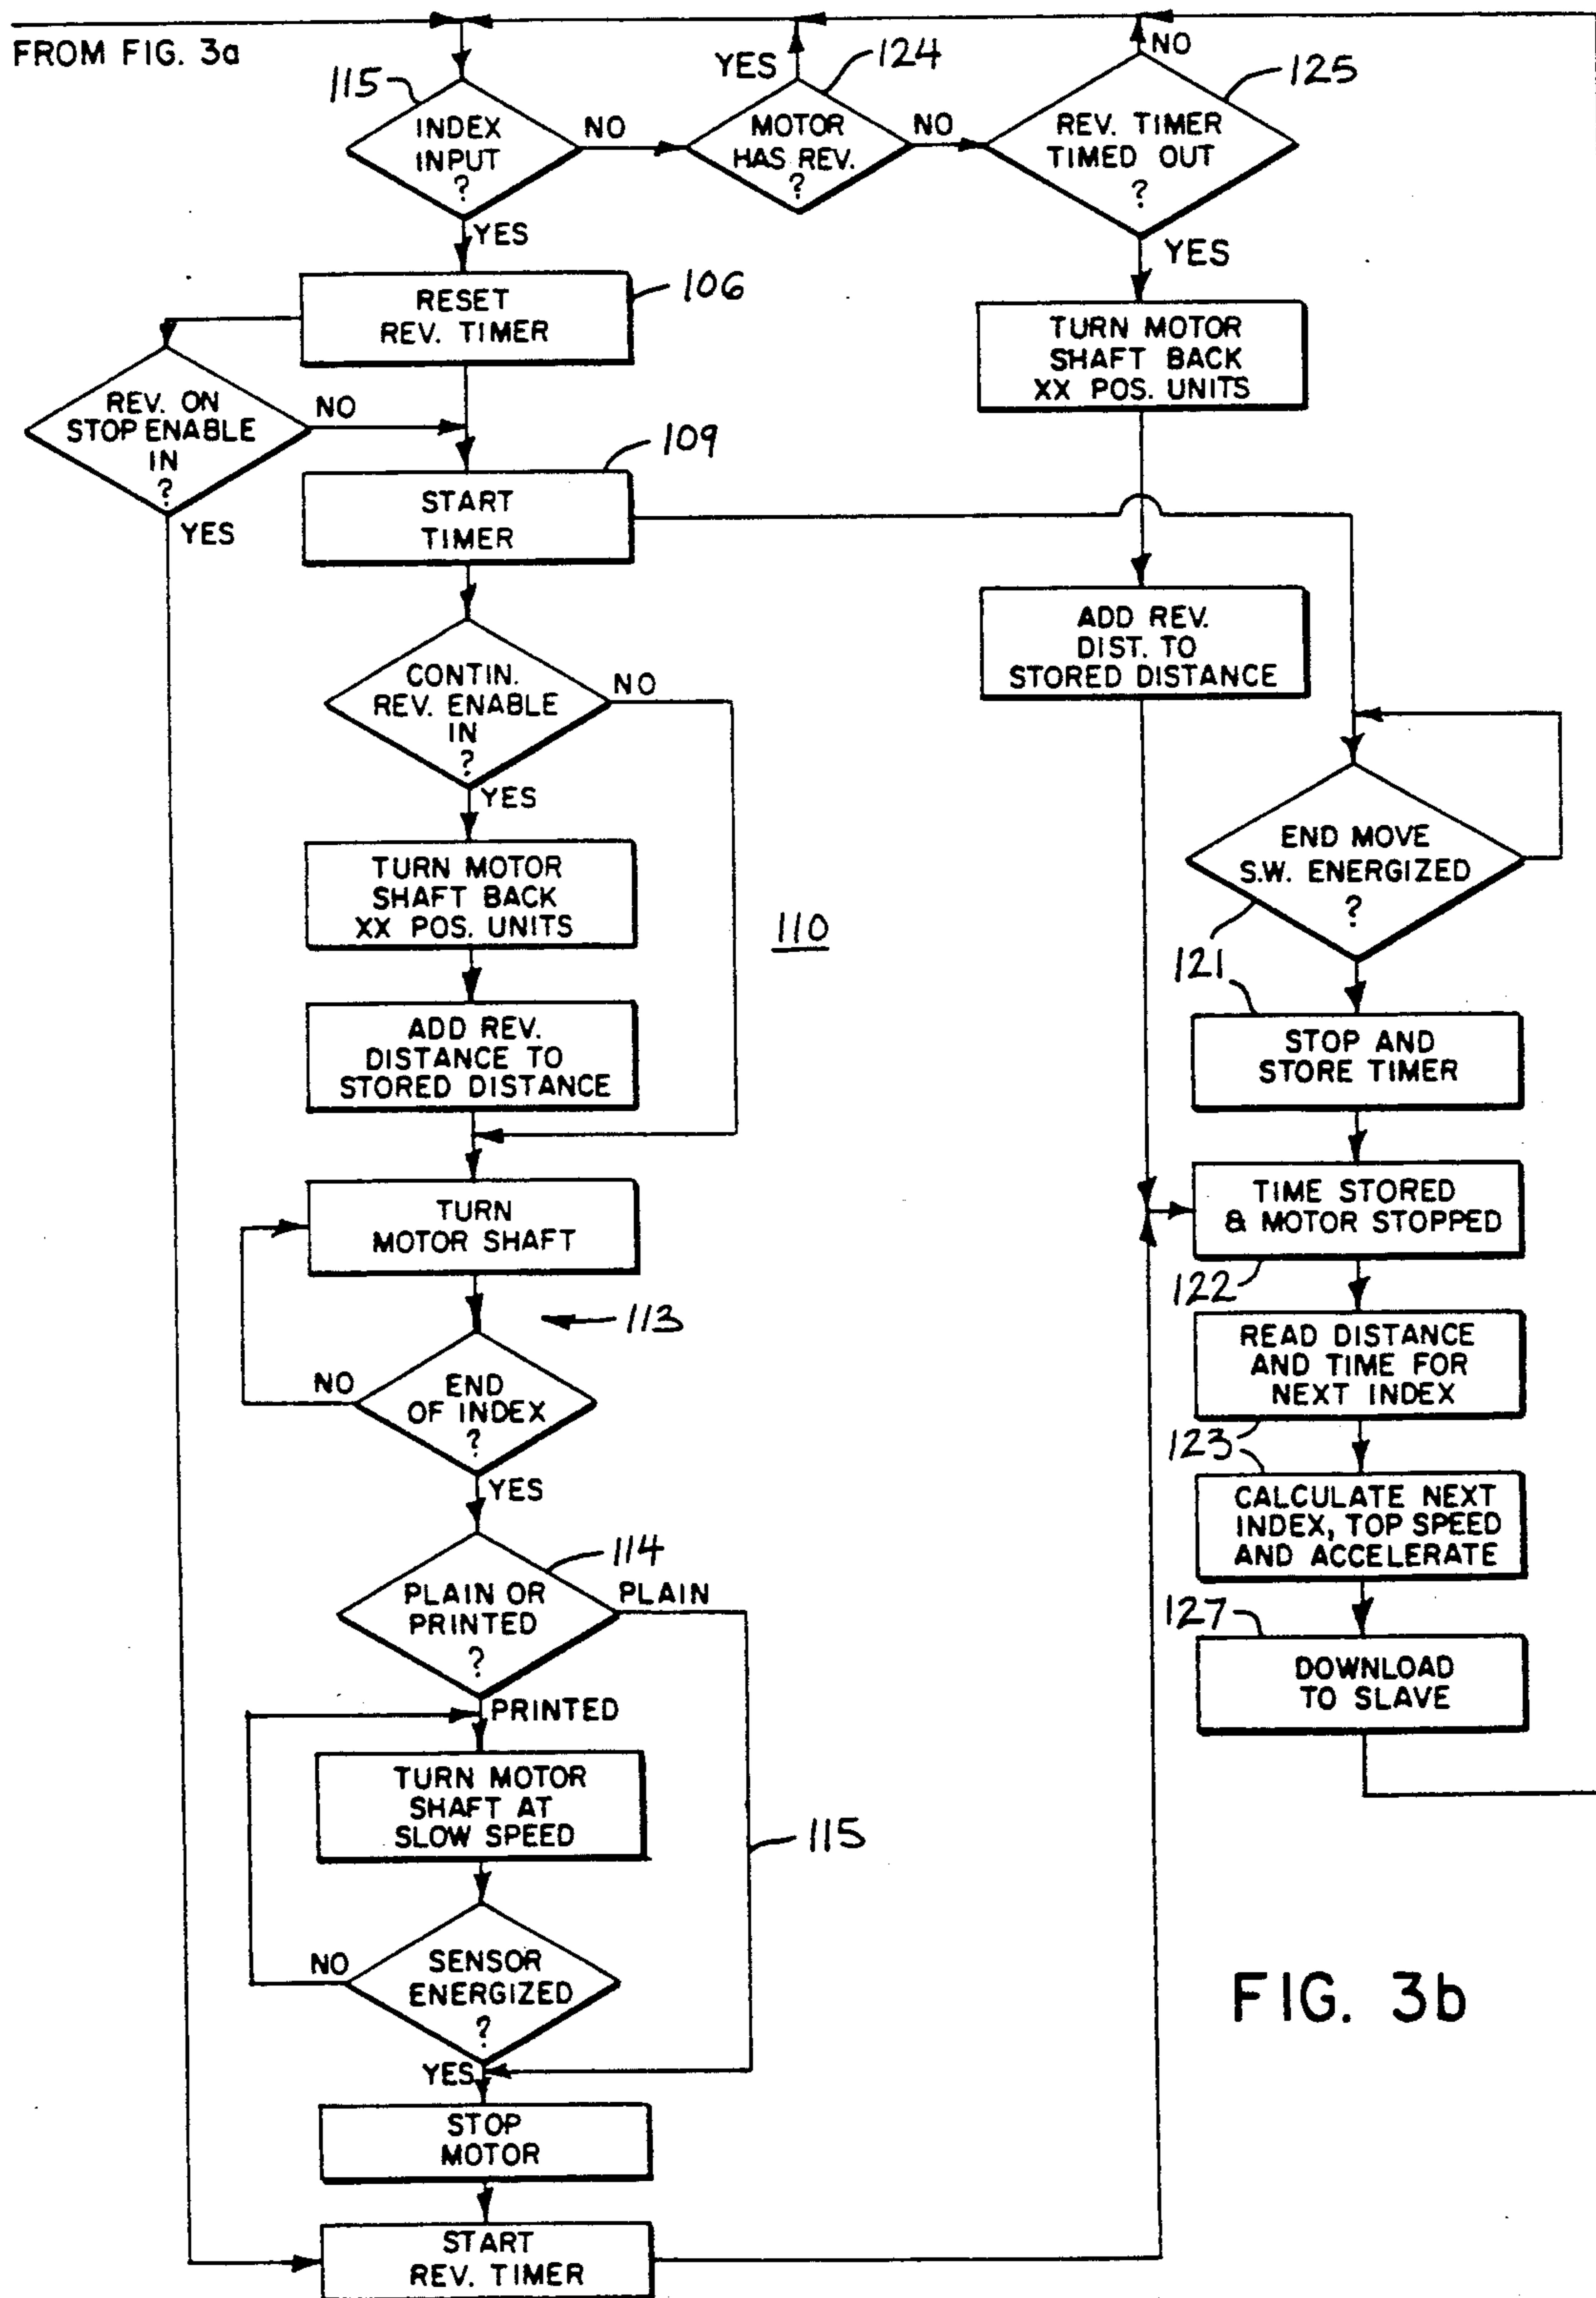 FROM FIG. 3a
115
INDEX
INPUT
?
NO
YES
YES
124
MOTOR
HAS REV.
?
NO
NO
125
REV. TIMER
TIMED OUT
?
YES
RESET
REV. TIMER
106
REV. ON
STOP ENABLE
IN
?
NO
YES
109
START
TIMER
CONTIN.
REV. ENABLE
IN
?
NO
YES
TURN MOTOR
SHAFT BACK
XX POS. UNITS
110
ADD REV.
DISTANCE TO
STORED DISTANCE
TURN
MOTOR SHAFT
113
END
OF INDEX
?
NO
YES
114
PLAIN OR
PRINTED
?
PLAIN
PRINTED
TURN MOTOR
SHAFT AT
SLOW SPEED
115
SENSOR
ENERGIZED
?
NO
YES
STOP
MOTOR
START
REV. TIMER
TURN MOTOR
SHAFT BACK
XX POS. UNITS
ADD REV.
DIST. TO
STORED DISTANCE
END MOVE
S.W. ENERGIZED
?
121
STOP AND
STORE TIMER
TIME STORED
& MOTOR STOPPED
122
READ DISTANCE
AND TIME FOR
NEXT INDEX
123
CALCULATE NEXT
INDEX, TOP SPEED
AND ACCELERATE
127
DOWNLOAD
TO SLAVE
FIG. 3b